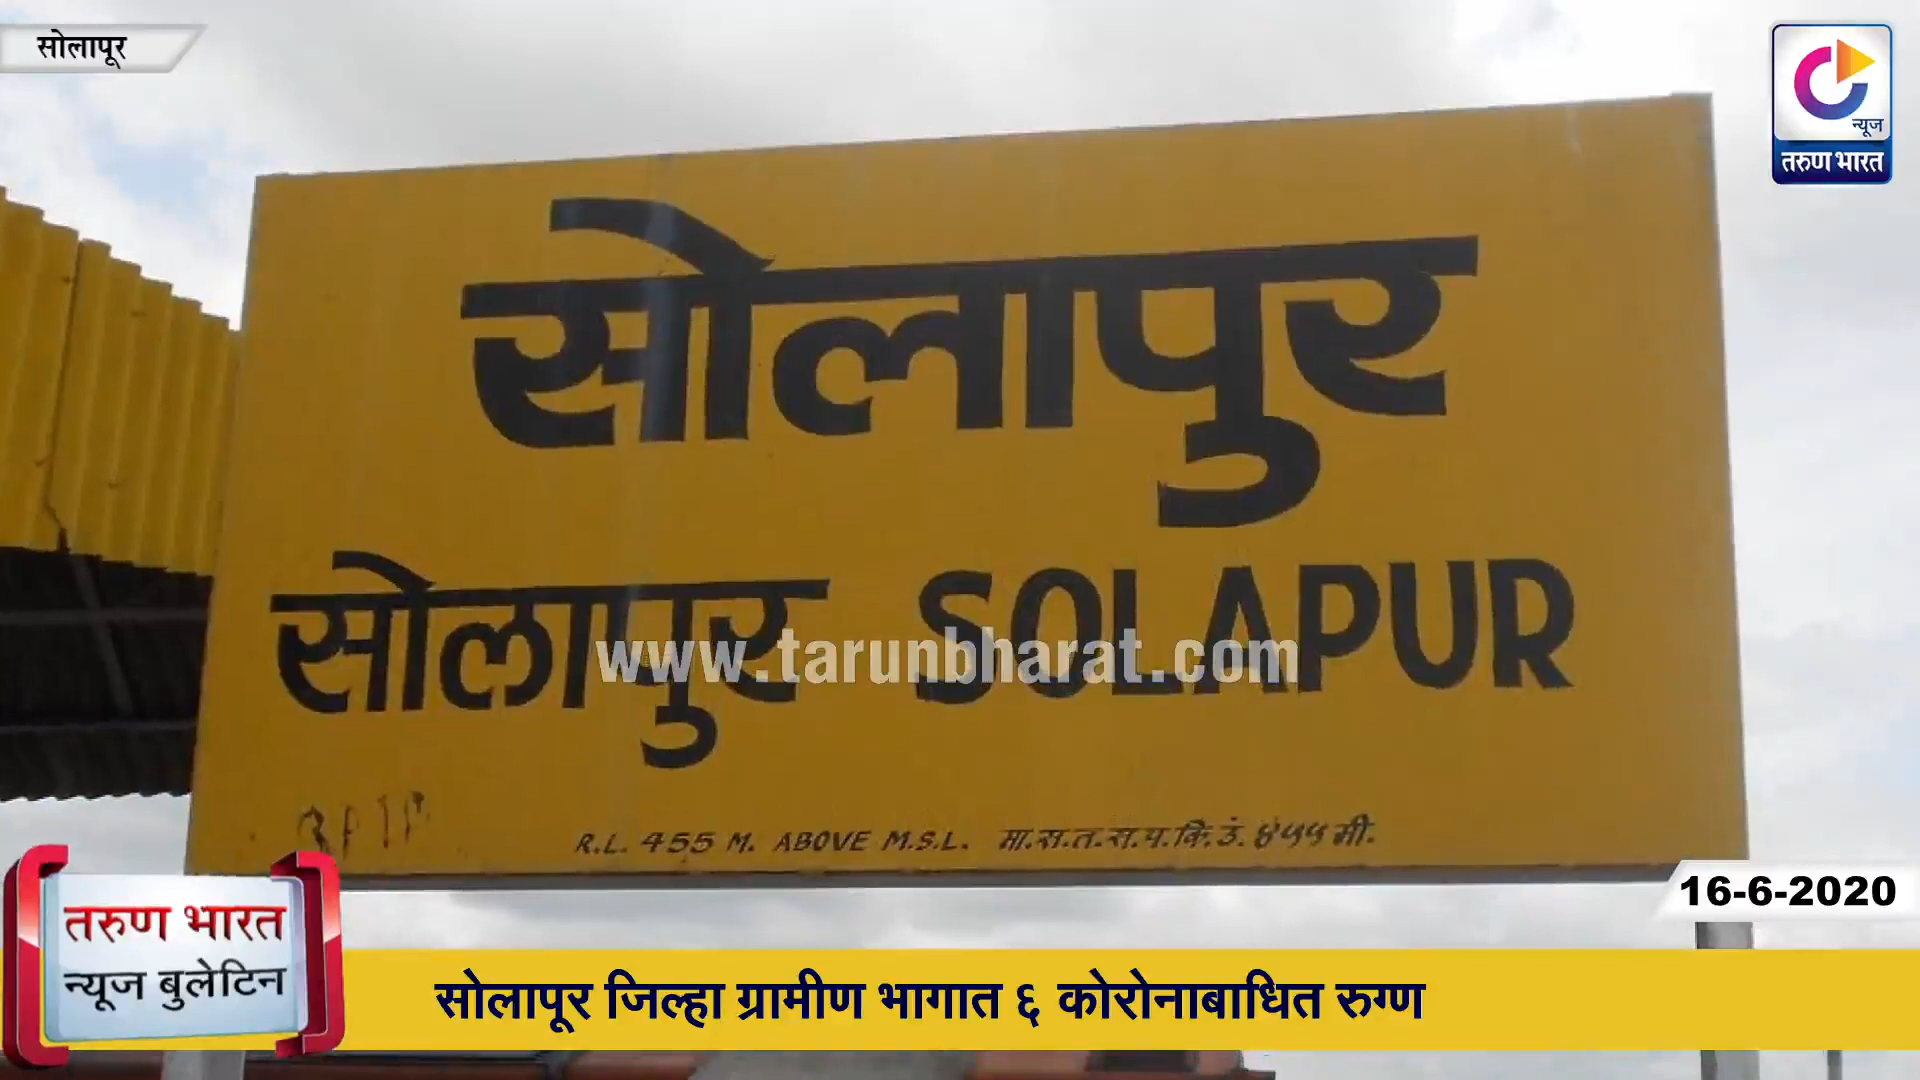 सोलापूर
न्यूज
तरुण भारत
सोलापुर
सोलापुर SOLAPUR
www.tarunbharat.com
R.L. 455 M. ABOVE M.S.L. मा.स.त.स.प.कि.उं. ४५५ मी.
16-6-2020
तरुण भारत
न्यूज बुलेटिन
सोलापूर जिल्हा ग्रामीण भागात ६ कोरोनाबाधित रुग्ण